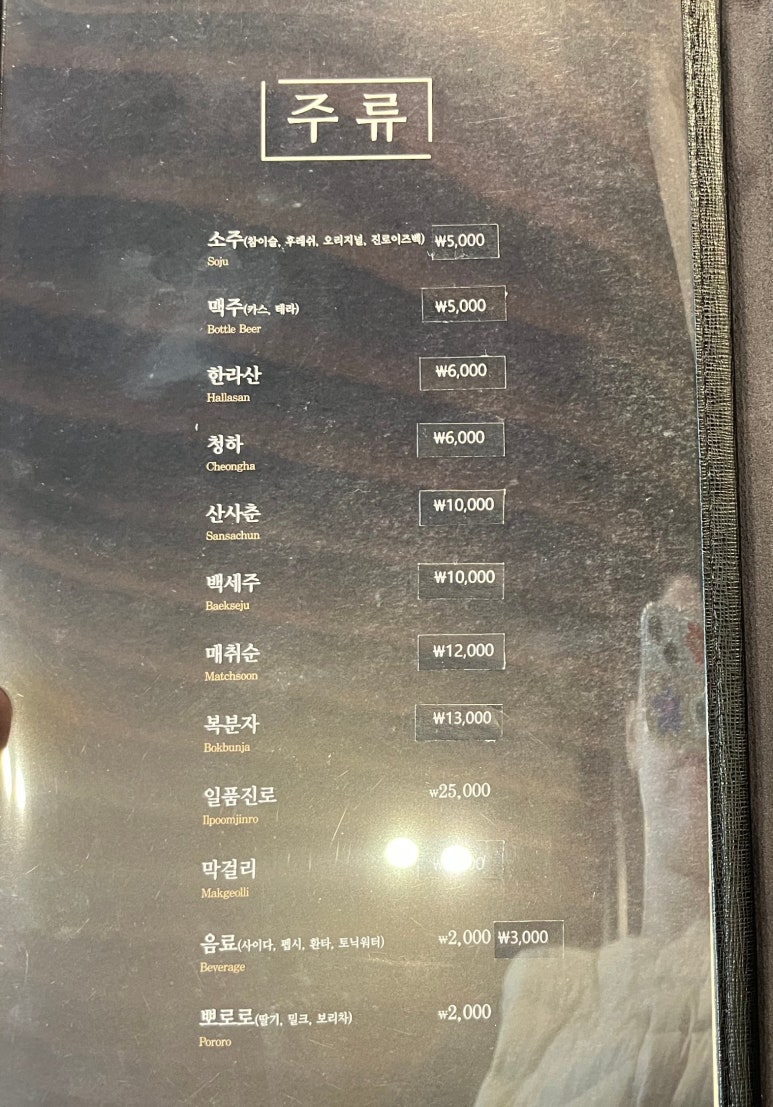 주류
소주(참이슬, 후레쉬, 오리지널, 진로이즈백) ₩5,000
Soju
맥주(카스, 테라) ₩5,000
Bottle Beer
한라산 ₩6,000
Hallasan
청하 ₩6,000
Cheongha
산사춘 ₩10,000
Sansachun
백세주 ₩10,000
Baekseju
매취순 ₩12,000
Matchsoon
복분자 ₩13,000
Bokbunja
일품진로 ₩25,000
Ilpoomjinro
막걸리
Makgeolli
음료(사이다, 펩시, 환타, 토닉워터) ₩2,000 ₩3,000
Beverage
뽀로로(딸기, 밀크, 보리차) ₩2,000
Pororo